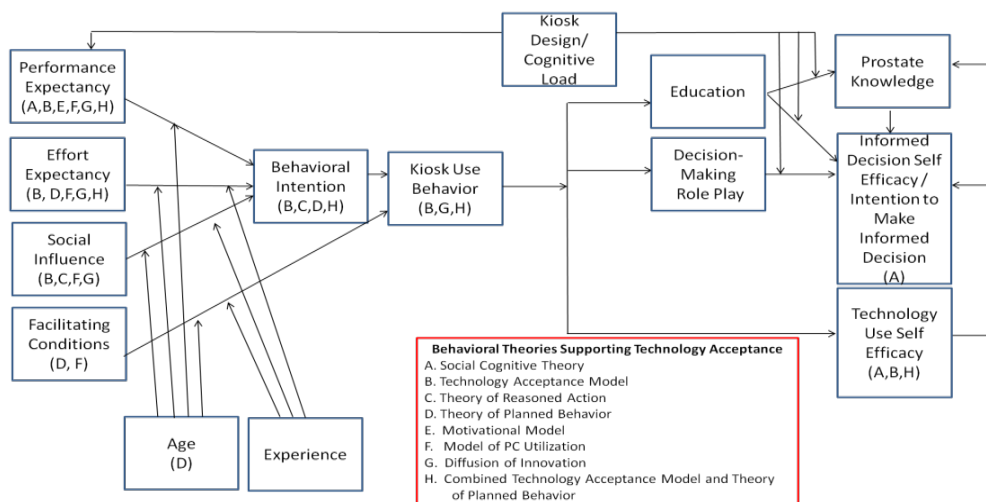 Kiosk
Design/
Cognitive
Load
Performance
Expectancy
(A,B,E,F,G,H)
Effort
Expectancy
(B, D,F,G,H)
Social
Influence
(B,C,F,G)
Facilitating
Conditions
(D, F)
Behavioral
Intention
(B,C,D,H)
Kiosk Use
Behavior
(B,G,H)
Education
Decision-
Making
Role Play
Prostate
Knowledge
Informed
Decision Self
Efficacy /
Intention to
Make
Informed
Decision
(A)
Technology
Use Self
Efficacy
(A,B,H)
Age
(D)
Experience
Behavioral Theories Supporting Technology Acceptance
A. Social Cognitive Theory
B. Technology Acceptance Model
C. Theory of Reasoned Action
D. Theory of Planned Behavior
E. Motivational Model
F. Model of PC Utilization
G. Diffusion of Innovation
H. Combined Technology Acceptance Model and Theory
of Planned Behavior